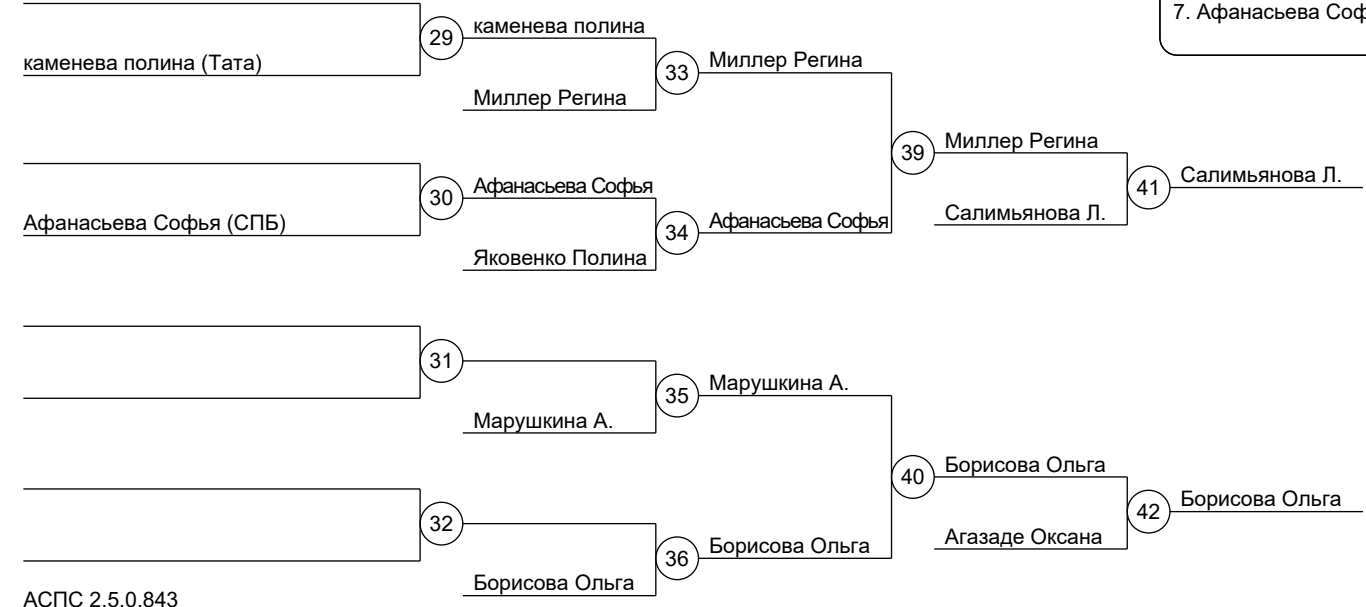 7. Афанасьева Соф
29
каменева полина
каменева полина (Тата)
33
Миллер Регина
Миллер Регина
39
Миллер Регина
30
Афанасьева Софья
Афанасьева Софья (СПБ)
34
Афанасьева Софья
Яковенко Полина
41
Салимьянова Л.
Салимьянова Л.
31
35
Марушкина А.
Марушкина А.
40
Борисова Ольга
32
36
Борисова Ольга
Борисова Ольга
42
Борисова Ольга
Агазаде Оксана
АСПС 2.5.0.843